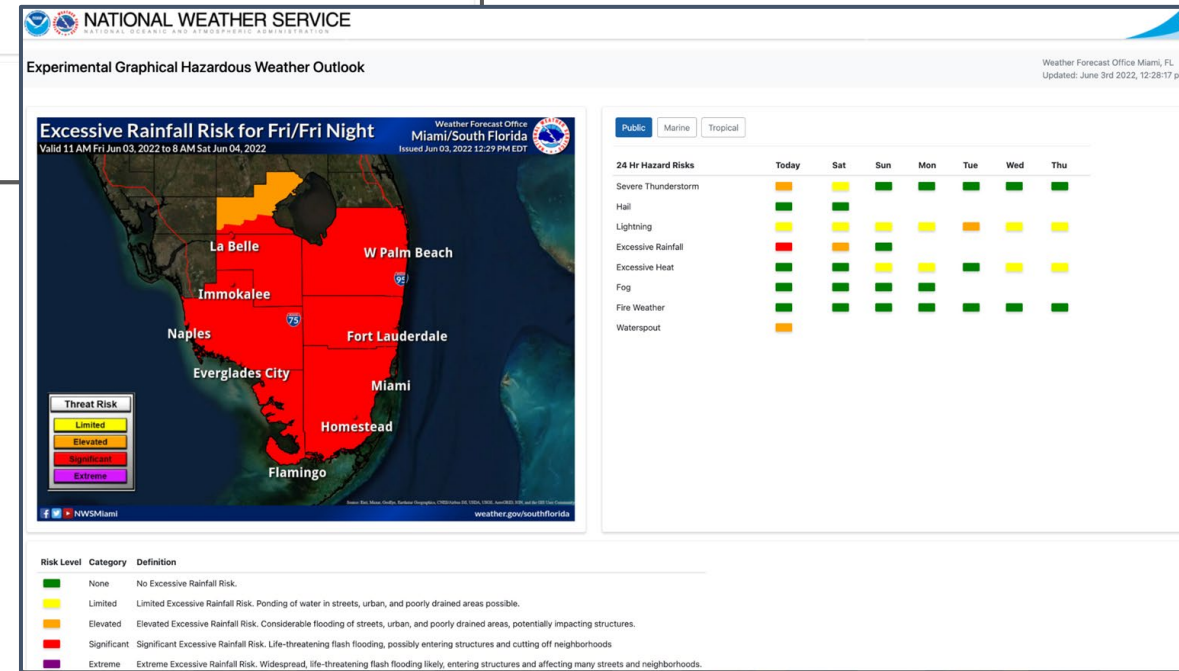 NATIONAL WEATHER SERVICE
NATIONAL OCEANIC AND ATMOSPHERIC ADMINISTRATION
Experimental Graphical Hazardous Weather Outlook
Weather Forecast Office Miami, FL
Updated: June 3rd 2022, 12:28:17 p
Excessive Rainfall Risk for Fri/Fri Night
Valid 11 AM Fri Jun 03, 2022 to 8 AM Sat Jun 04, 2022
Weather Forecast Office
Miami/South Florida
Issued Jun 03, 2022 12:29 PM EDT
La Belle
W Palm Beach
95
Immokalee
75
Naples
Fort Lauderdale
Everglades City
Miami
Homestead
Flamingo
Threat Risk
Limited
Elevated
Significant
Extreme
NWSMiami
weather.gov/southflorida
Public Marine Tropical
24 Hr Hazard Risks Today Sat Sun Mon Tue Wed Thu
Severe Thunderstorm
Hail
Lightning
Excessive Rainfall
Excessive Heat
Fog
Fire Weather
Waterspout
Risk Level Category Definition
None No Excessive Rainfall Risk.
Limited Limited Excessive Rainfall Risk. Ponding of water in streets, urban, and poorly drained areas possible.
Elevated Elevated Excessive Rainfall Risk. Considerable flooding of streets, urban, and poorly drained areas, potentially impacting structures.
Significant Significant Excessive Rainfall Risk. Life-threatening flash flooding, possibly entering structures and cutting off neighborhoods
Extreme Extreme Excessive Rainfall Risk. Widespread, life-threatening flash flooding likely, entering structures and affecting many streets and neighborhoods.